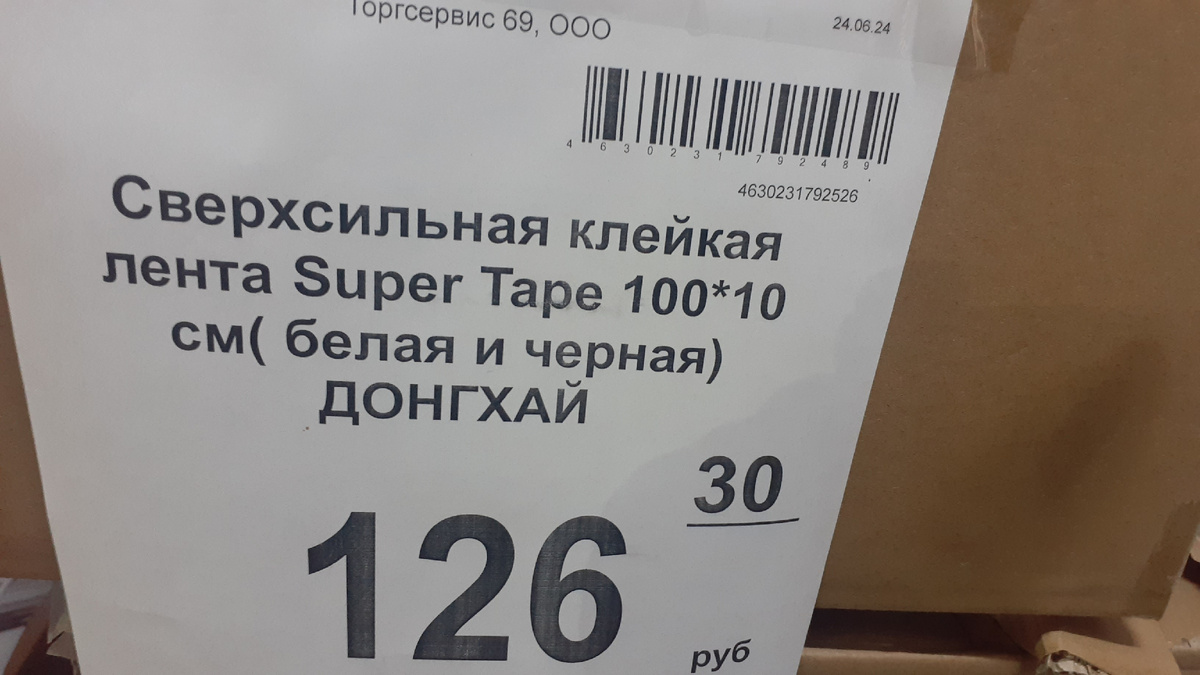 Торгсервис 69, ООО
24.06.24
4630231792489
4630231792526
Сверхсильная клейкая
лента Super Tape 100*10
см( белая и черная)
ДОНГХАЙ
126 30
руб